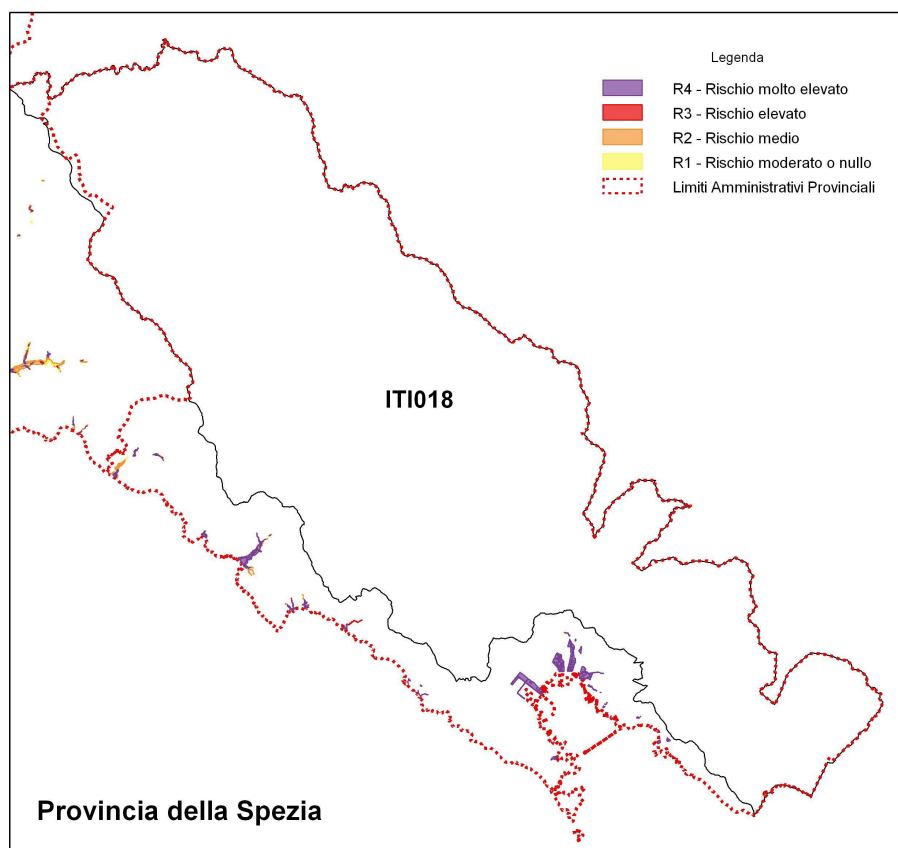 Legenda
R4 - Rischio molto elevato
R3 - Rischio elevato
R2 - Rischio medio
R1 - Rischio moderato o nullo
Limiti Amministrativi Provinciali
ITI018
Provincia della Spezia